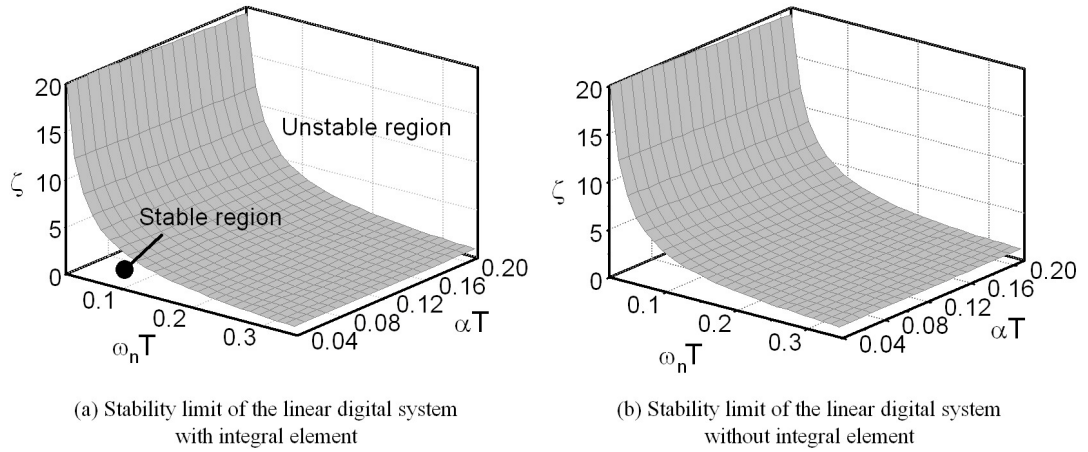 20
15
10
5
0
ζ
Unstable region
Stable region
0.1
0.2
0.3
ωnT
0.04
0.08
0.12
0.16
0.20
αT
(a) Stability limit of the linear digital system
with integral element
20
15
10
5
0
ζ
0.1
0.2
0.3
ωnT
0.04
0.08
0.12
0.16
0.20
αT
(b) Stability limit of the linear digital system
without integral element